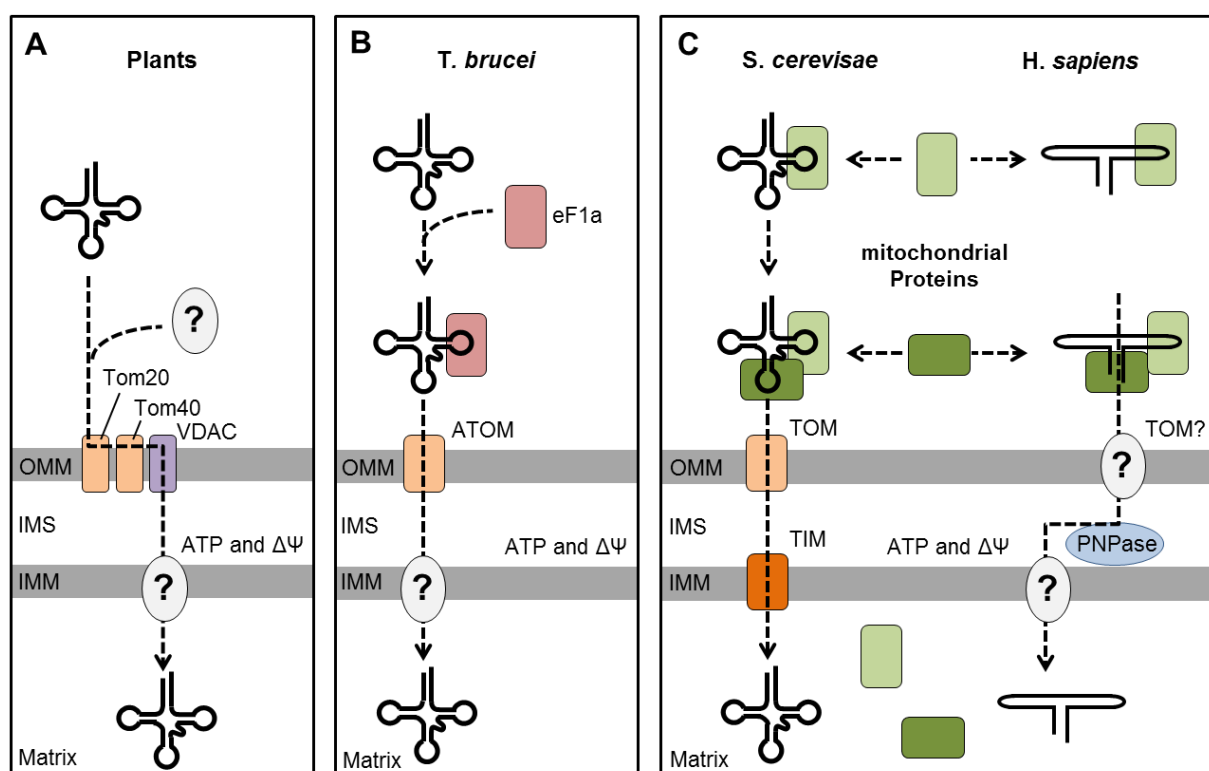 A
Plants
?
Tom20
Tom40
VDAC
OMM
IMS
ATP and ΔΨ
IMM
?
Matrix
B
T. brucei
eF1a
ATOM
OMM
IMS
ATP and ΔΨ
IMM
?
Matrix
C
S. cerevisae
H. sapiens
mitochondrial
Proteins
TOM
TOM?
OMM
?
IMS
TIM
ATP and ΔΨ
PNPase
IMM
?
Matrix